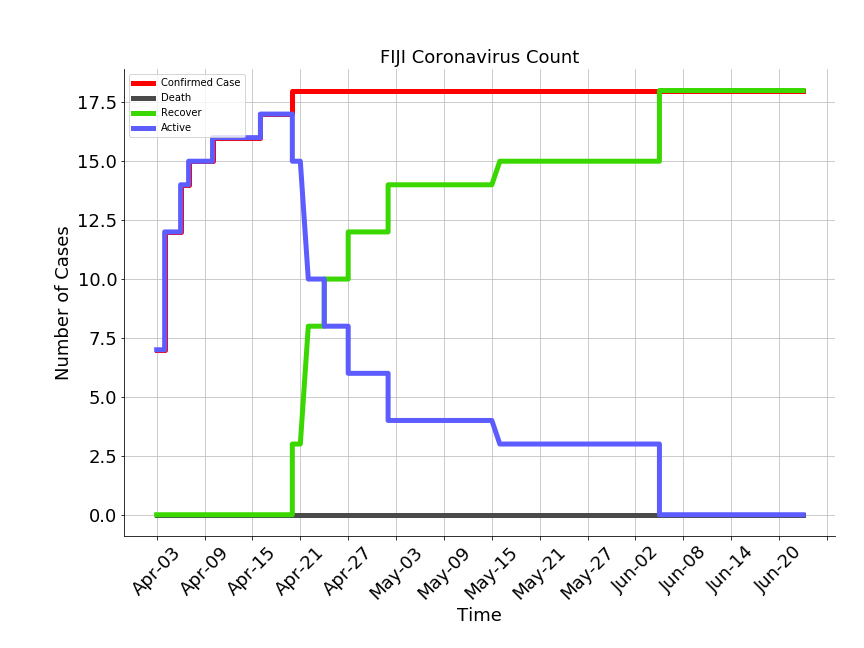 FIJI Coronavirus Count
Confirmed Case
Death
Recover
Active
Number of Cases
17.5
15.0
12.5
10.0
7.5
5.0
2.5
0.0
Apr-03
Apr-09
Apr-15
Apr-21
Apr-27
May-03
May-09
May-15
May-21
May-27
Jun-02
Jun-08
Jun-14
Jun-20
Time